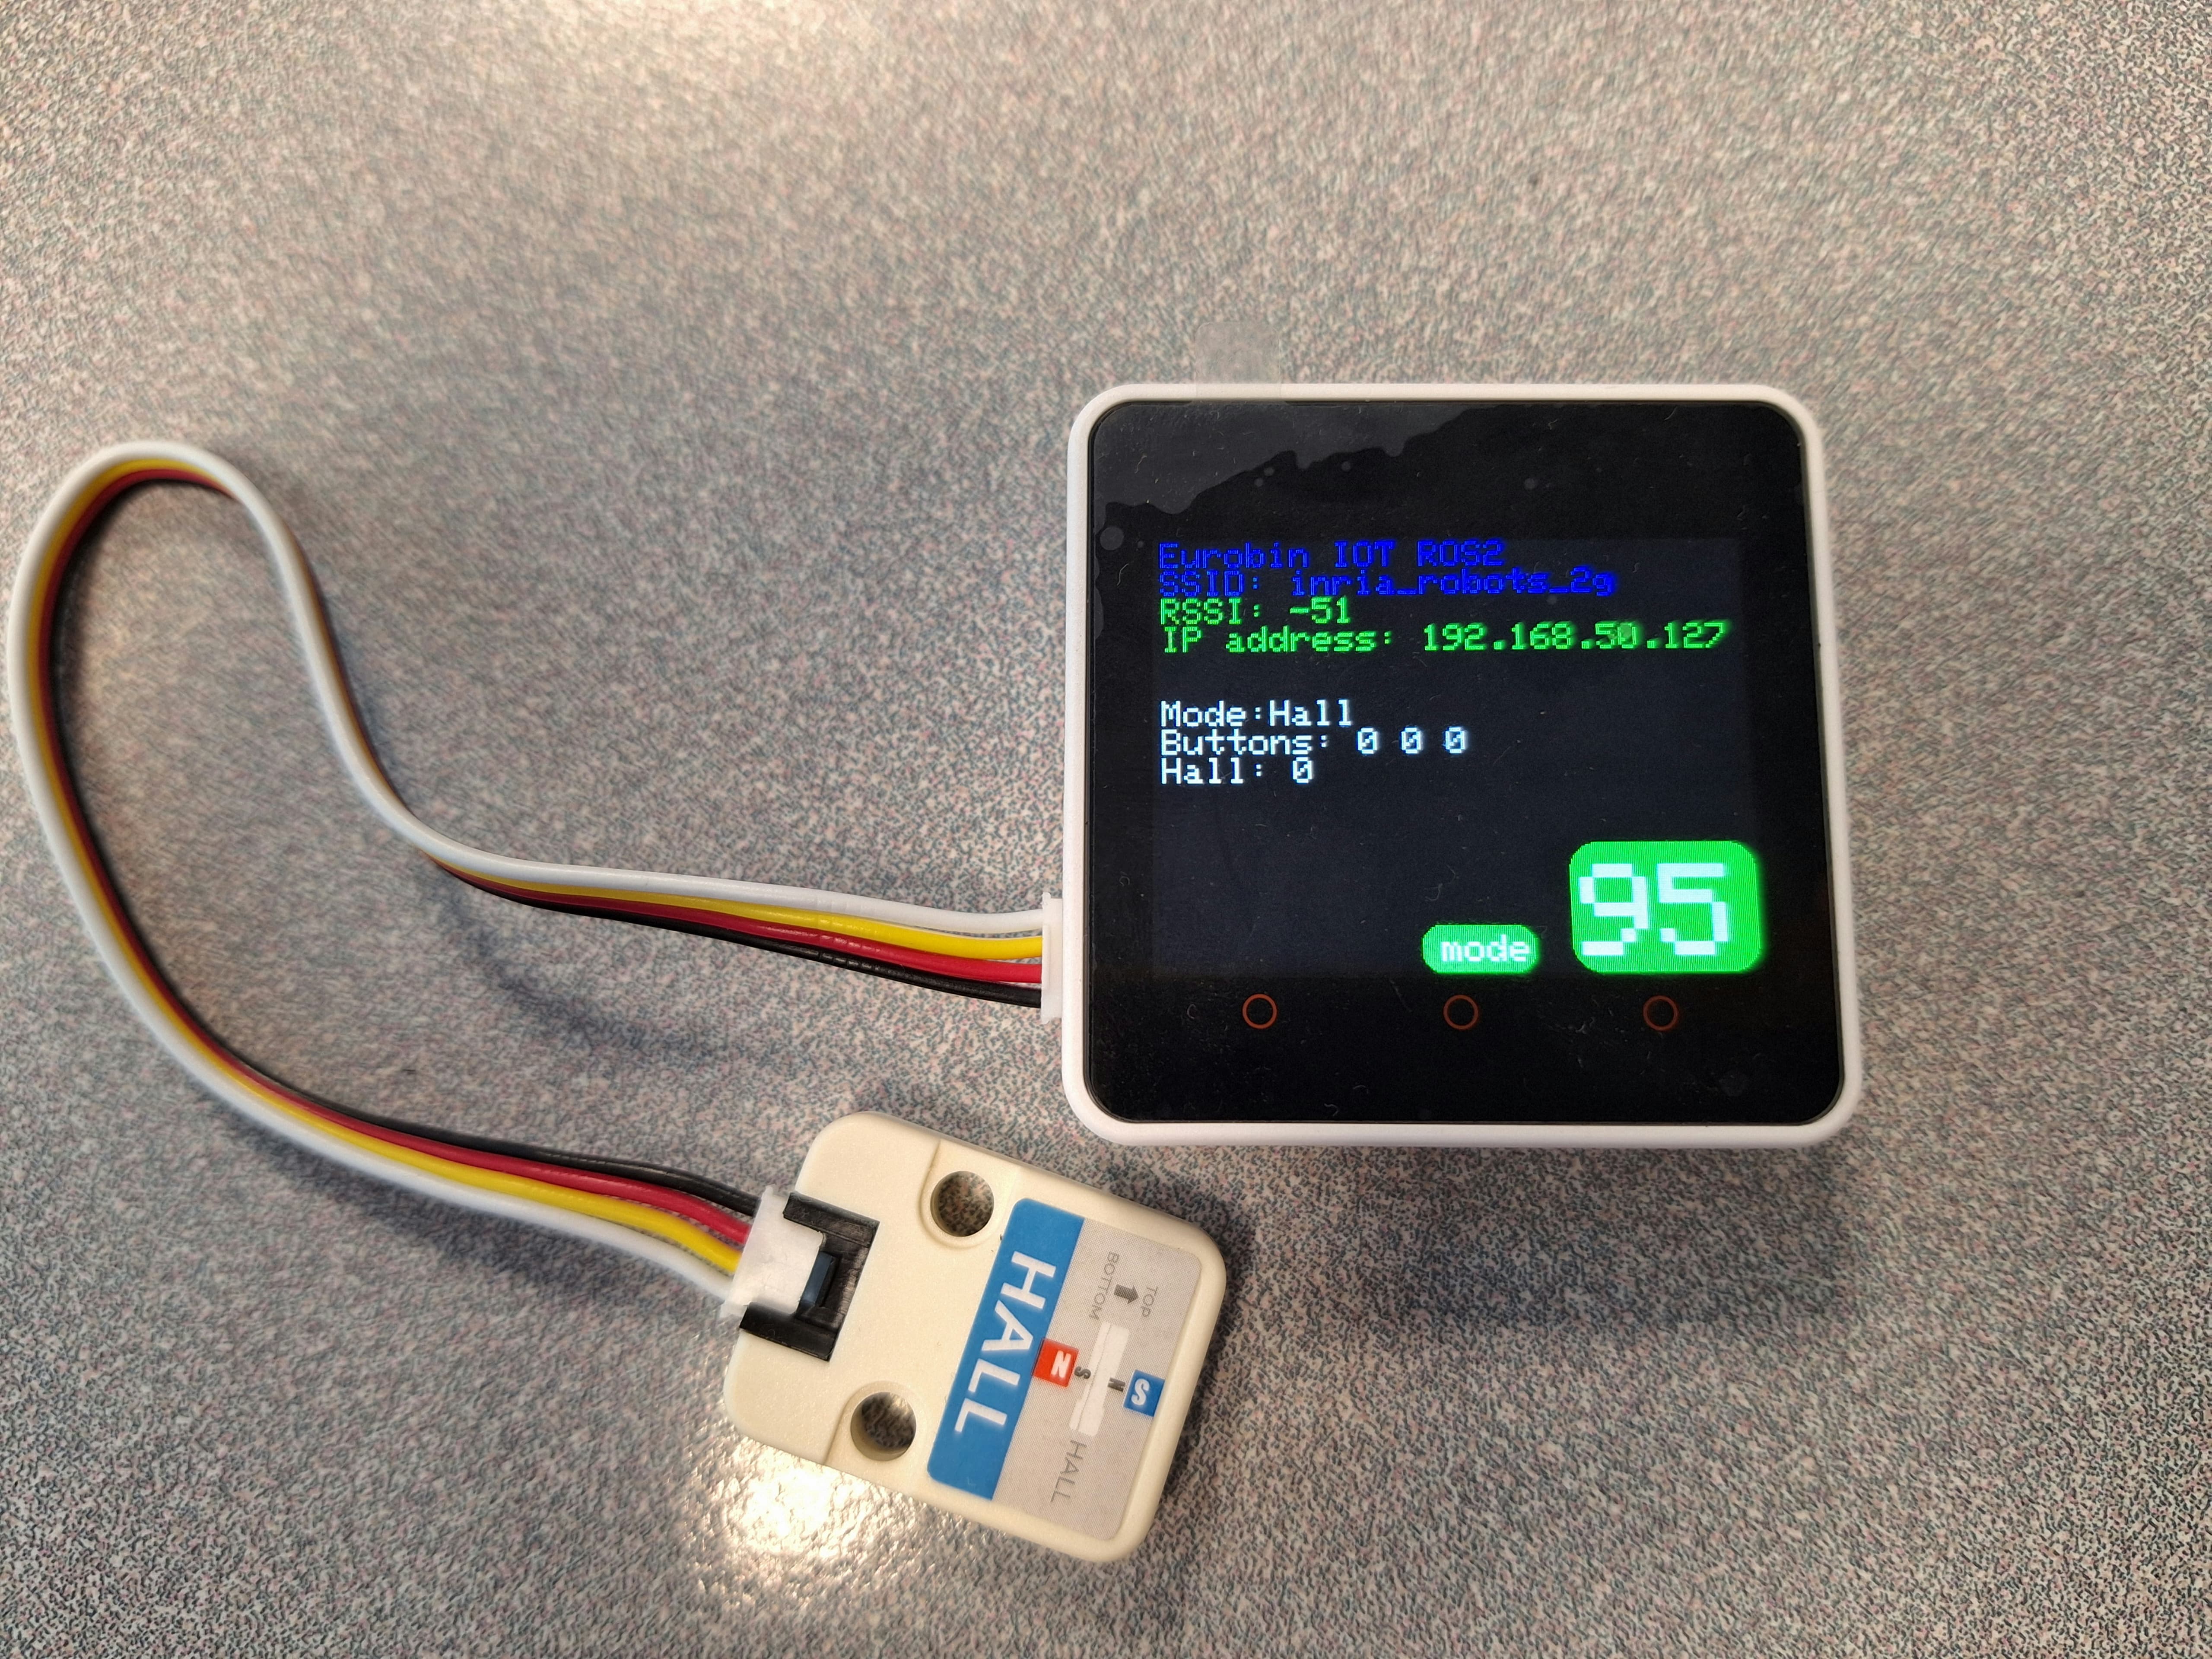 Eurobin IOT ROS2
SSID: inria_robots_2g
RSSI: -51
IP address: 192.168.50.127
Mode:Hall
Buttons: 0 0 0
Hall: 0
mode
95
HALL
BOTTOM
TOP
N
S
N
S
HALL